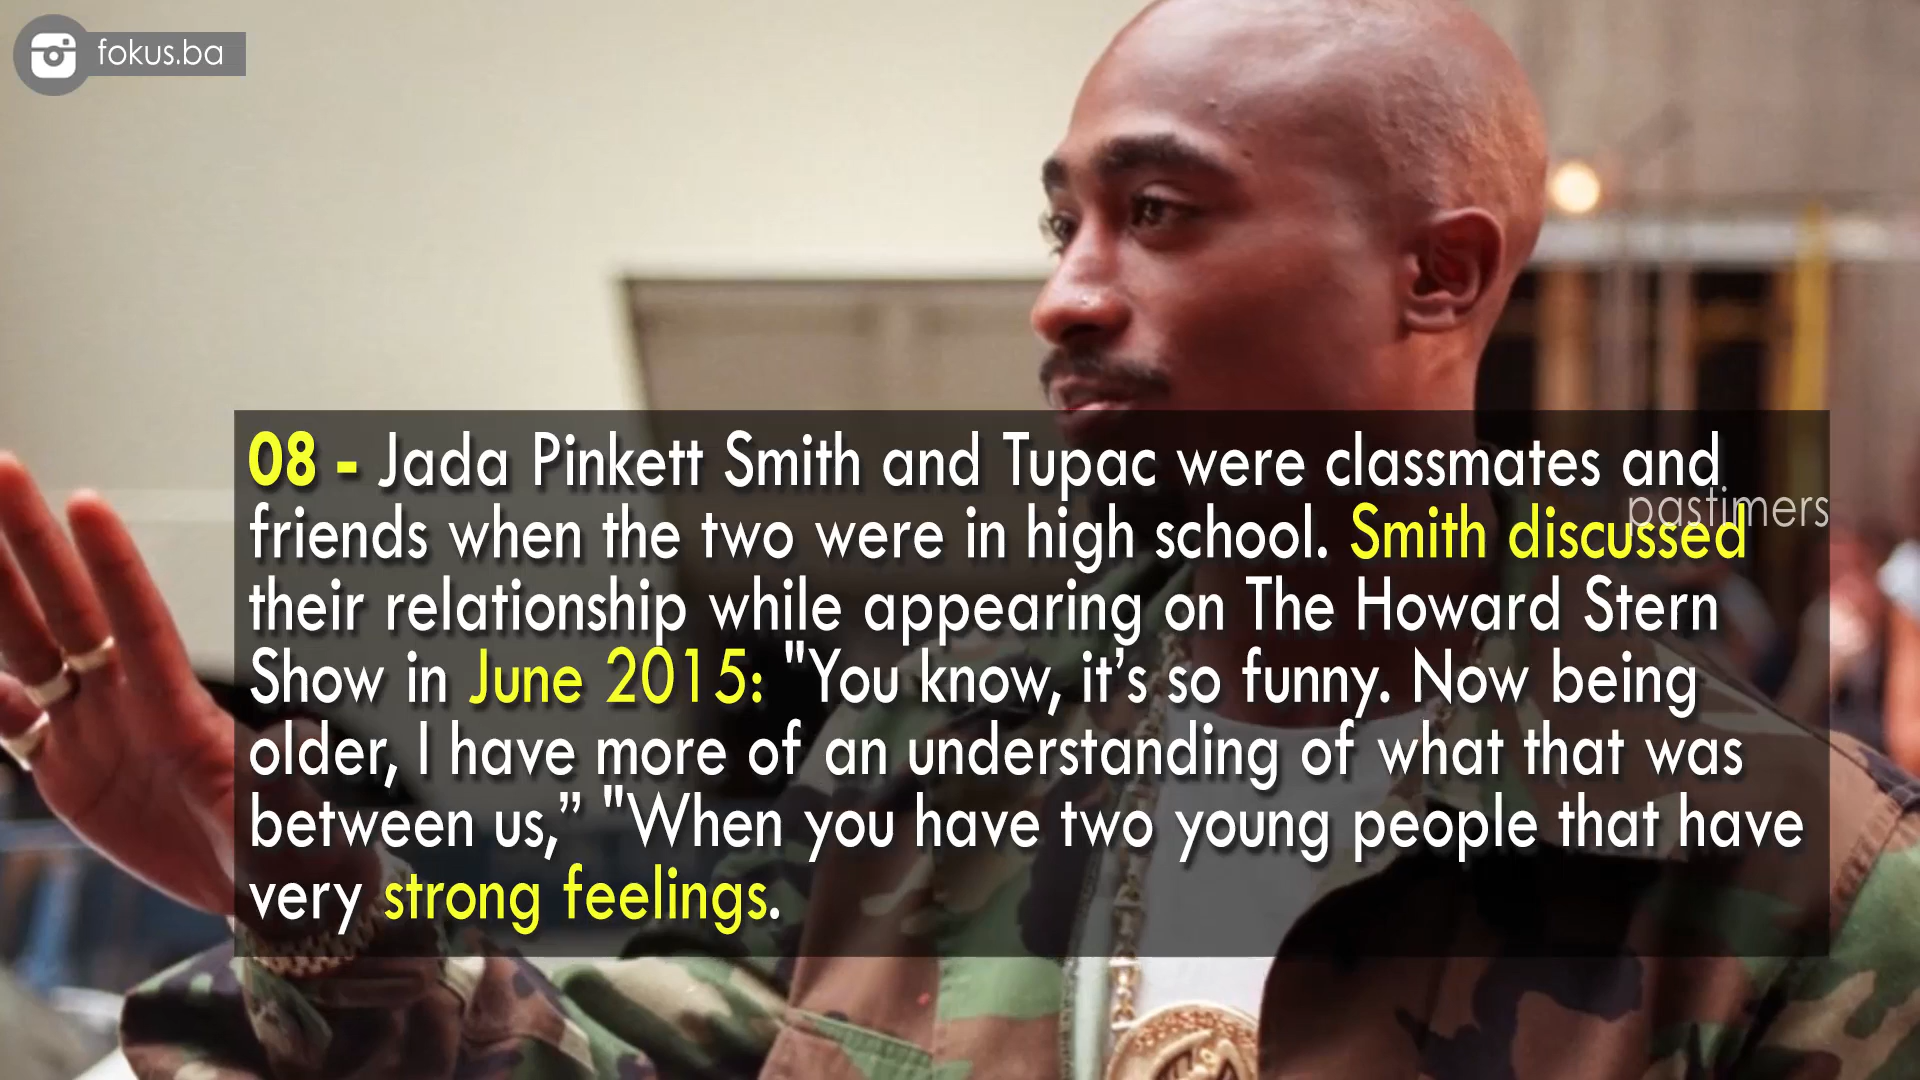 fokus.ba
08 - Jada Pinkett Smith and Tupac were classmates and
pastimers
friends when the two were in high school. Smith discussed
their relationship while appearing on The Howard Stern
Show in June 2015: "You know, it’s so funny. Now being
older, I have more of an understanding of what that was
between us,” "When you have two young people that have
very strong feelings.